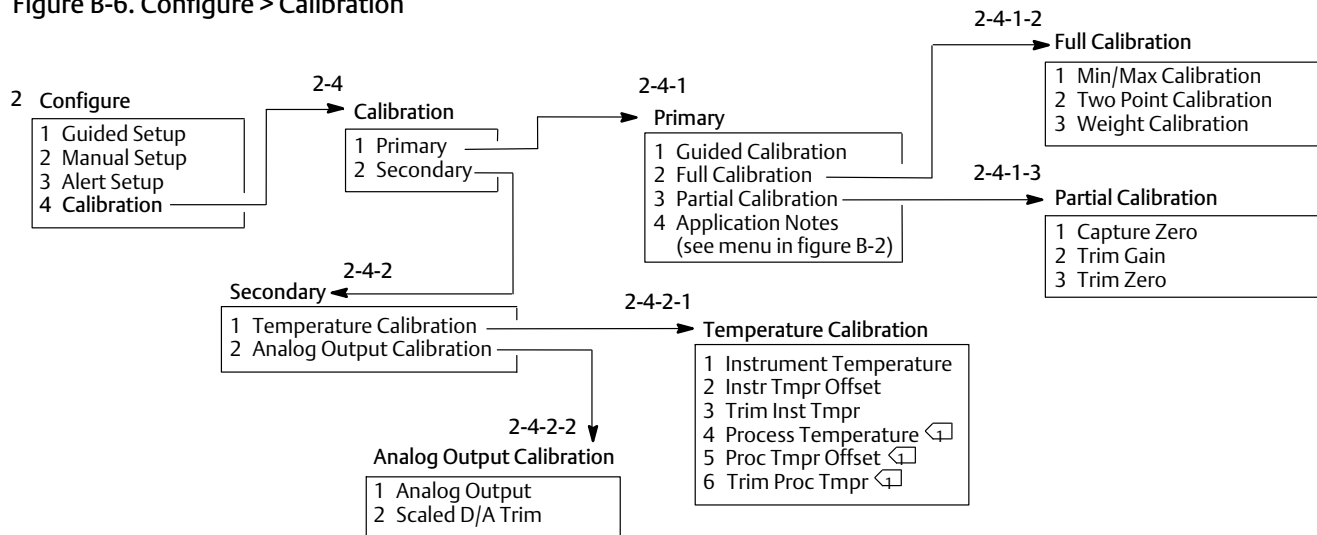 Figure B-6. Configure > Calibration
2 Configure
1 Guided Setup
2 Manual Setup
3 Alert Setup
4 Calibration
2-4
Calibration
1 Primary
2 Secondary
2-4-1
Primary
1 Guided Calibration
2 Full Calibration
3 Partial Calibration
4 Application Notes
(see menu in figure B-2)
2-4-1-2
Full Calibration
1 Min/Max Calibration
2 Two Point Calibration
3 Weight Calibration
2-4-1-3
Partial Calibration
1 Capture Zero
2 Trim Gain
3 Trim Zero
2-4-2
Secondary
1 Temperature Calibration
2 Analog Output Calibration
2-4-2-1
Temperature Calibration
1 Instrument Temperature
2 Instr Tmpr Offset
3 Trim Inst Tmpr
4 Process Temperature 1
5 Proc Tmpr Offset 1
6 Trim Proc Tmpr 1
2-4-2-2
Analog Output Calibration
1 Analog Output
2 Scaled D/A Trim